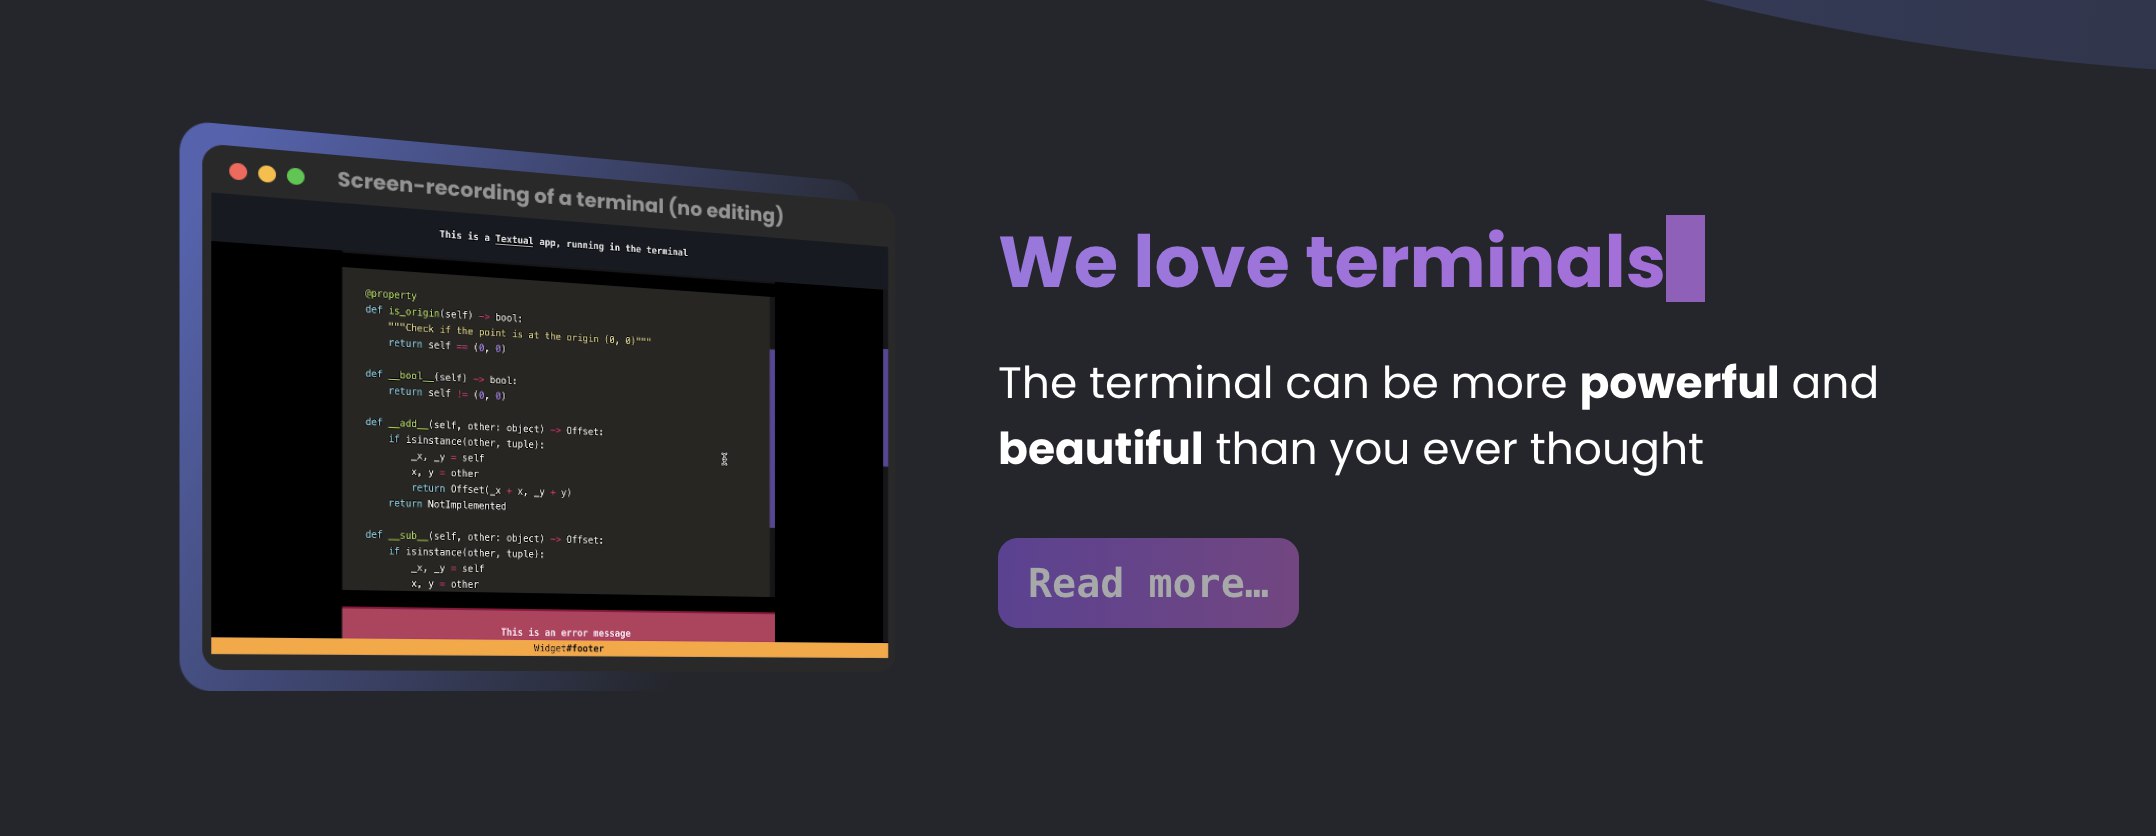 Screen-recording of a terminal (no editing)
This is a Textual app, running in the terminal
@property
def is_origin(self) -> bool:
    """Check if the point is at the origin (0, 0)"""
    return self == (0, 0)
def __bool__(self) -> bool:
    return self != (0, 0)
def __add__(self, other: object) -> Offset:
    if isinstance(other, tuple):
        _x, _y = self
        x, y = other
        return Offset(_x + x, _y + y)
    return NotImplemented
def __sub__(self, other: object) -> Offset:
    if isinstance(other, tuple):
        _x, _y = self
        x, y = other
This is an error message
Widget#footer
We love terminals
The terminal can be more powerful and
beautiful than you ever thought
Read more…